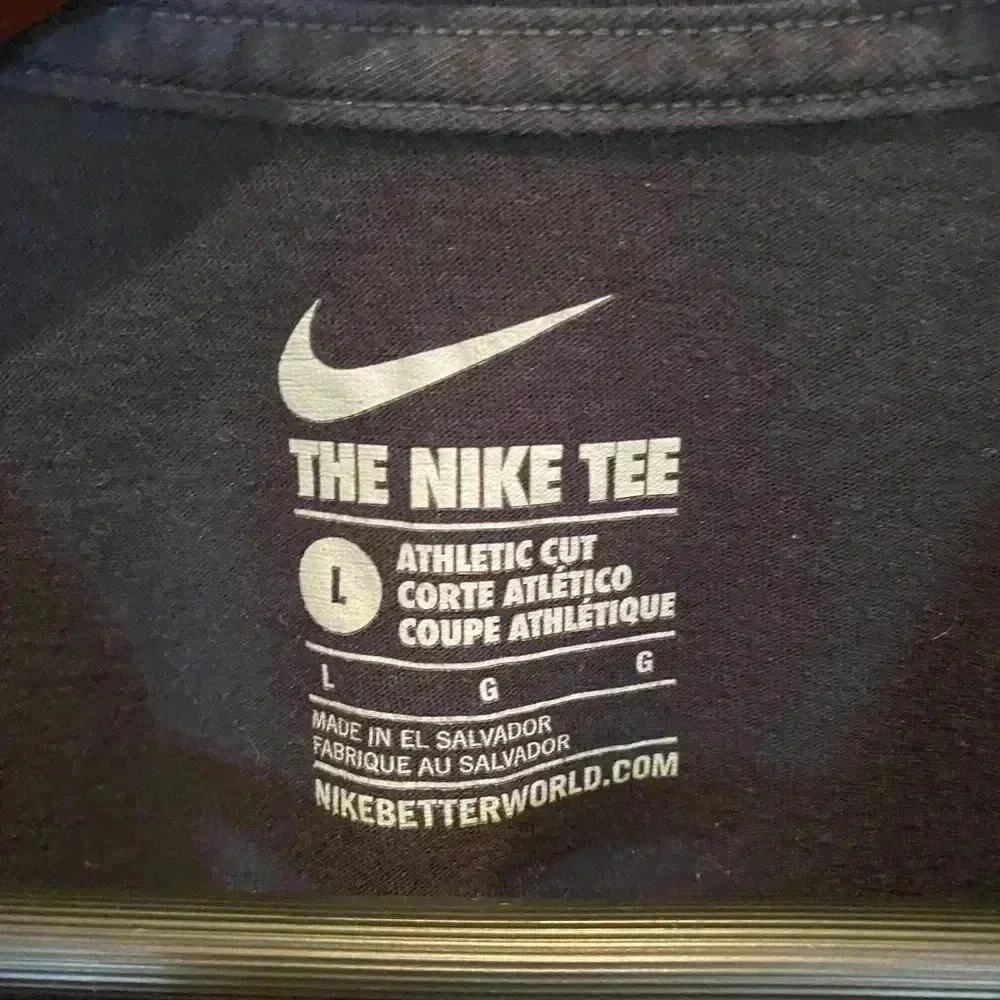 THE NIKE TEE
L
ATHLETIC CUT
CORTE ATLÉTICO
COUPE ATHLÉTIQUE
L G G
MADE IN EL SALVADOR
FABRIQUE AU SALVADOR
NIKEBETTERWORLD.COM